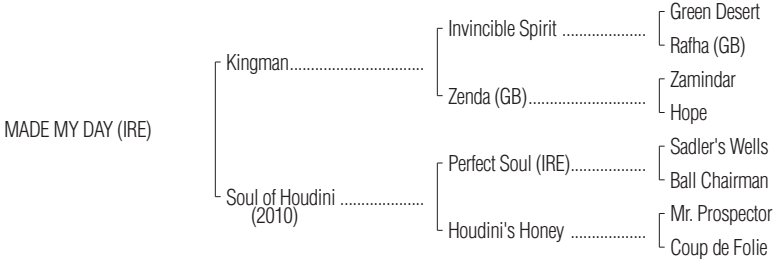 Green Desert
Invincible Spirit ....................
Rafha (GB)
Kingman................................
Zamindar
Zenda (GB)............................
Hope
MADE MY DAY (IRE)
Sadler's Wells
Perfect Soul (IRE)..................
Ball Chairman
Soul of Houdini ....................
(2010)
Mr. Prospector
Houdini's Honey ..................
Coup de Folie